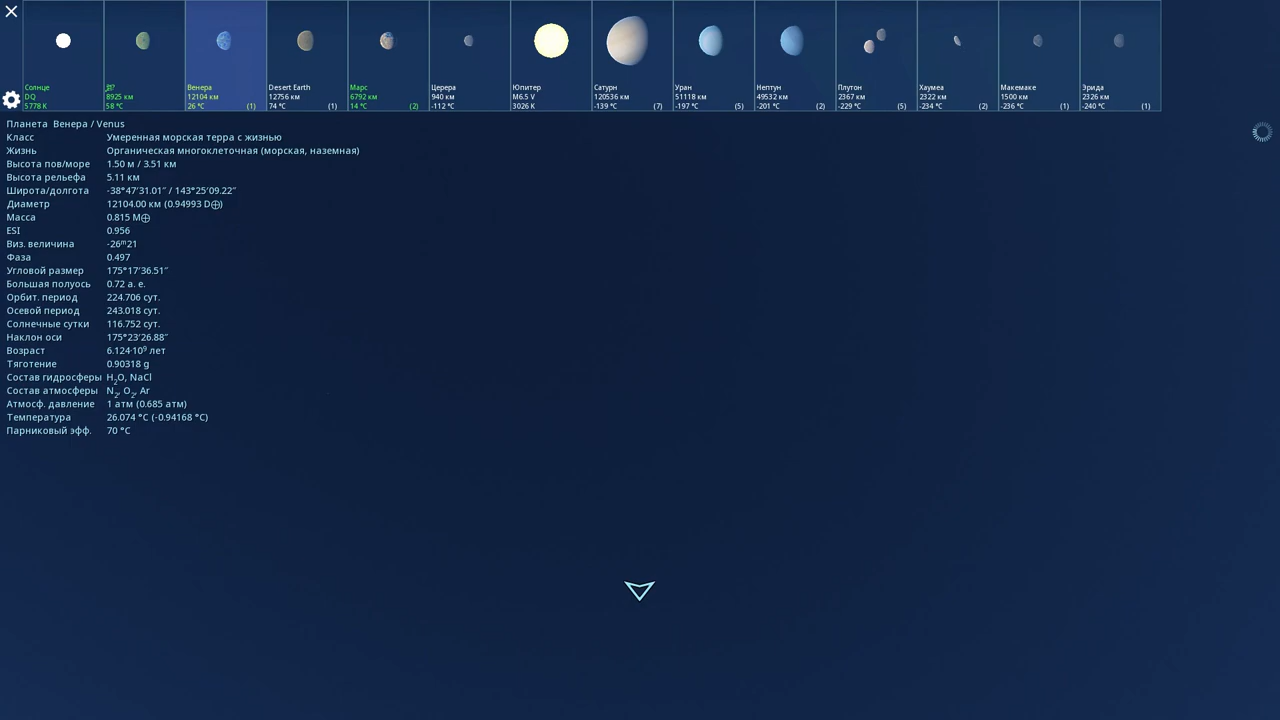 Солнце
DQ
5778 K
8925 км
58 °C
Венера
12104 км
26 °C (1)
Desert Earth
12756 км
74 °C (1)
Марс
6792 км
14 °C (2)
Церера
940 км
-112 °C
Юпитер
M6.5 V
3026 K
Сатурн
120536 км
-139 °C (7)
Уран
51118 км
-197 °C (5)
Нептун
49532 км
-201 °C (2)
Плутон
2367 км
-229 °C (5)
Хаумеа
2322 км
-234 °C (2)
Макемаке
1500 км
-236 °C (1)
Эрида
2326 км
-240 °C (1)
Планета Венера / Venus
Класс Умеренная морская терра с жизнью
Жизнь Органическая многоклеточная (морская, наземная)
Высота пов/море 1.50 м / 3.51 км
Высота рельефа 5.11 км
Широта/долгота -38°47′31.01″ / 143°25′09.22″
Диаметр 12104.00 км (0.94993 D⊕)
Масса 0.815 M⊕
ESI 0.956
Виз. величина -26ᵐ21
Фаза 0.497
Угловой размер 175°17′36.51″
Большая полуось 0.72 а. е.
Орбит. период 224.706 сут.
Осевой период 243.018 сут.
Солнечные сутки 116.752 сут.
Наклон оси 175°23′26.88″
Возраст 6.124·10⁹ лет
Тяготение 0.90318 g
Состав гидросферы H₂O, NaCl
Состав атмосферы N₂, O₂, Ar
Атмосф. давление 1 атм (0.685 атм)
Температура 26.074 °C (-0.94168 °C)
Парниковый эфф. 70 °C